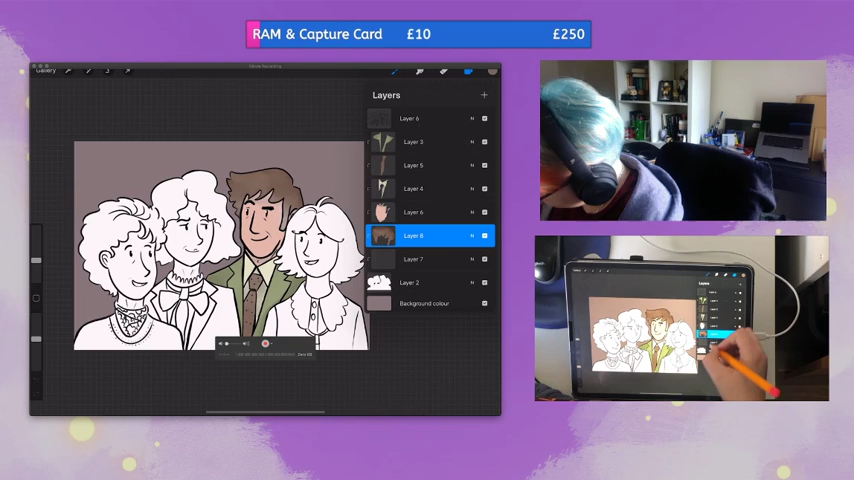 RAM & Capture Card £10 £250
Gallery
Layers
Layer 6 N
Layer 3 N
Layer 5 N
Layer 4 N
Layer 6 N
Layer 8 N
Layer 7 N
Layer 2 N
Background colour